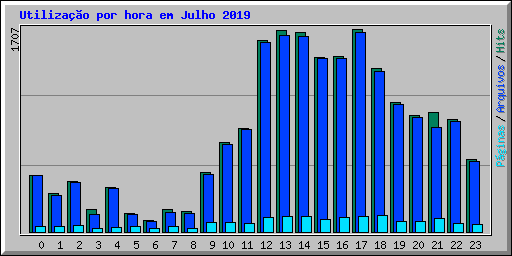 Utilização por hora em Julho 2019
1707
Páginas / Arquivos / Hits
0 1 2 3 4 5 6 7 8 9 10 11 12 13 14 15 16 17 18 19 20 21 22 23